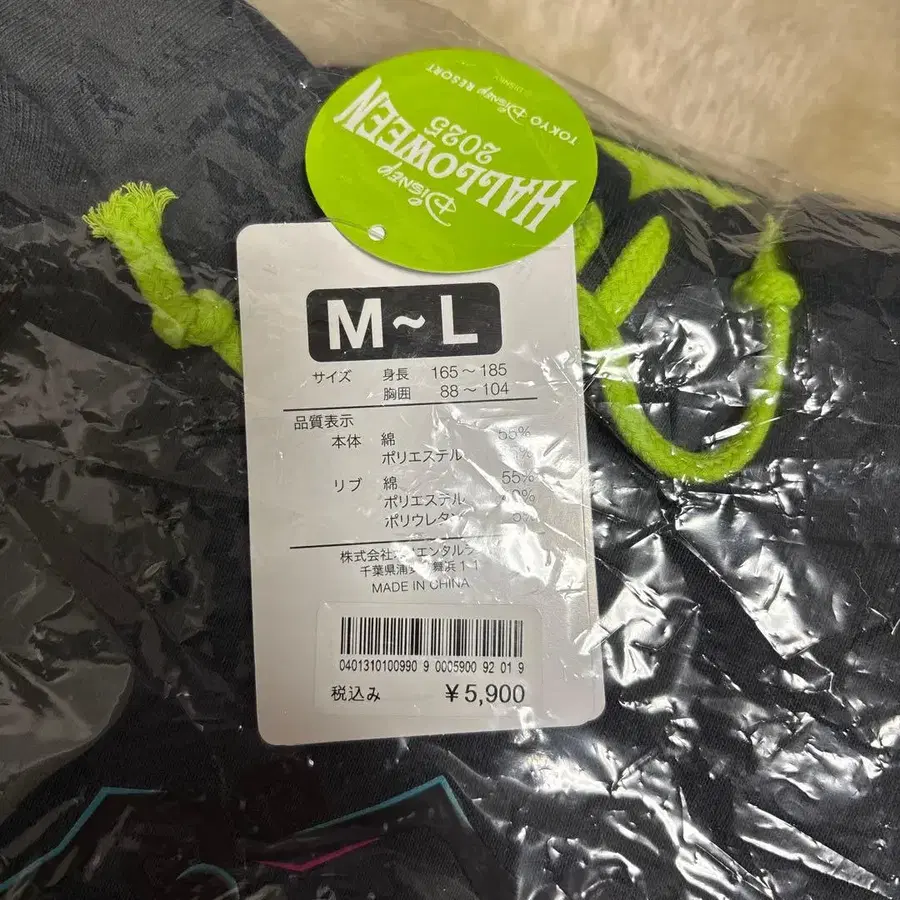 Disney
HALLOWEEN
2025
TOKYO DISNEY RESORT
© DISNEY
M~L
サイズ 身長 165～185
胸囲 88～104
品質表示
本体 綿 55%
ポリエステル
リブ 綿 55%
ポリエステル
ポリウレタン
株式会社
千葉県浦 舞浜1-1
MADE IN CHINA
0401310100990 9 0005900 92 01 9
税込み ¥5,900